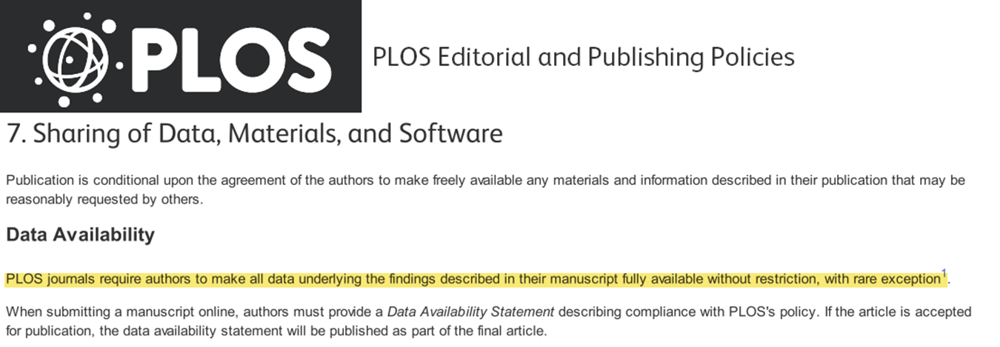 PLOS
PLOS Editorial and Publishing Policies
7. Sharing of Data, Materials, and Software
Publication is conditional upon the agreement of the authors to make freely available any materials and information described in their publication that may be
reasonably requested by others.
Data Availability
PLOS journals require authors to make all data underlying the findings described in their manuscript fully available without restriction, with rare exception¹.
When submitting a manuscript online, authors must provide a Data Availability Statement describing compliance with PLOS's policy. If the article is accepted
for publication, the data availability statement will be published as part of the final article.